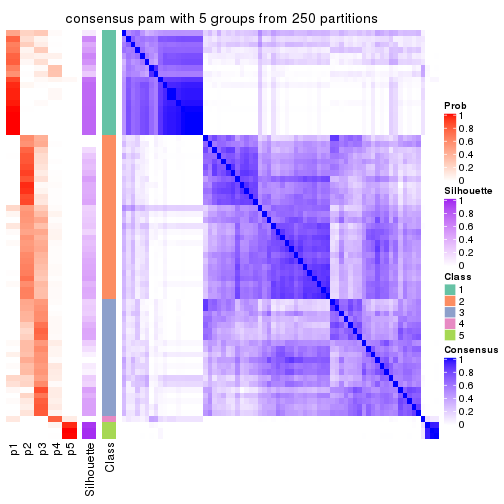 consensus pam with 5 groups from 250 partitions
Prob
1
0.8
0.6
0.4
0.2
0
Silhouette
1
0.8
0.6
0.4
0.2
0
Class
1
2
3
4
5
Consensus
1
0.8
0.6
0.4
0.2
0
p1
p2
p3
p4
p5
Silhouette
Class